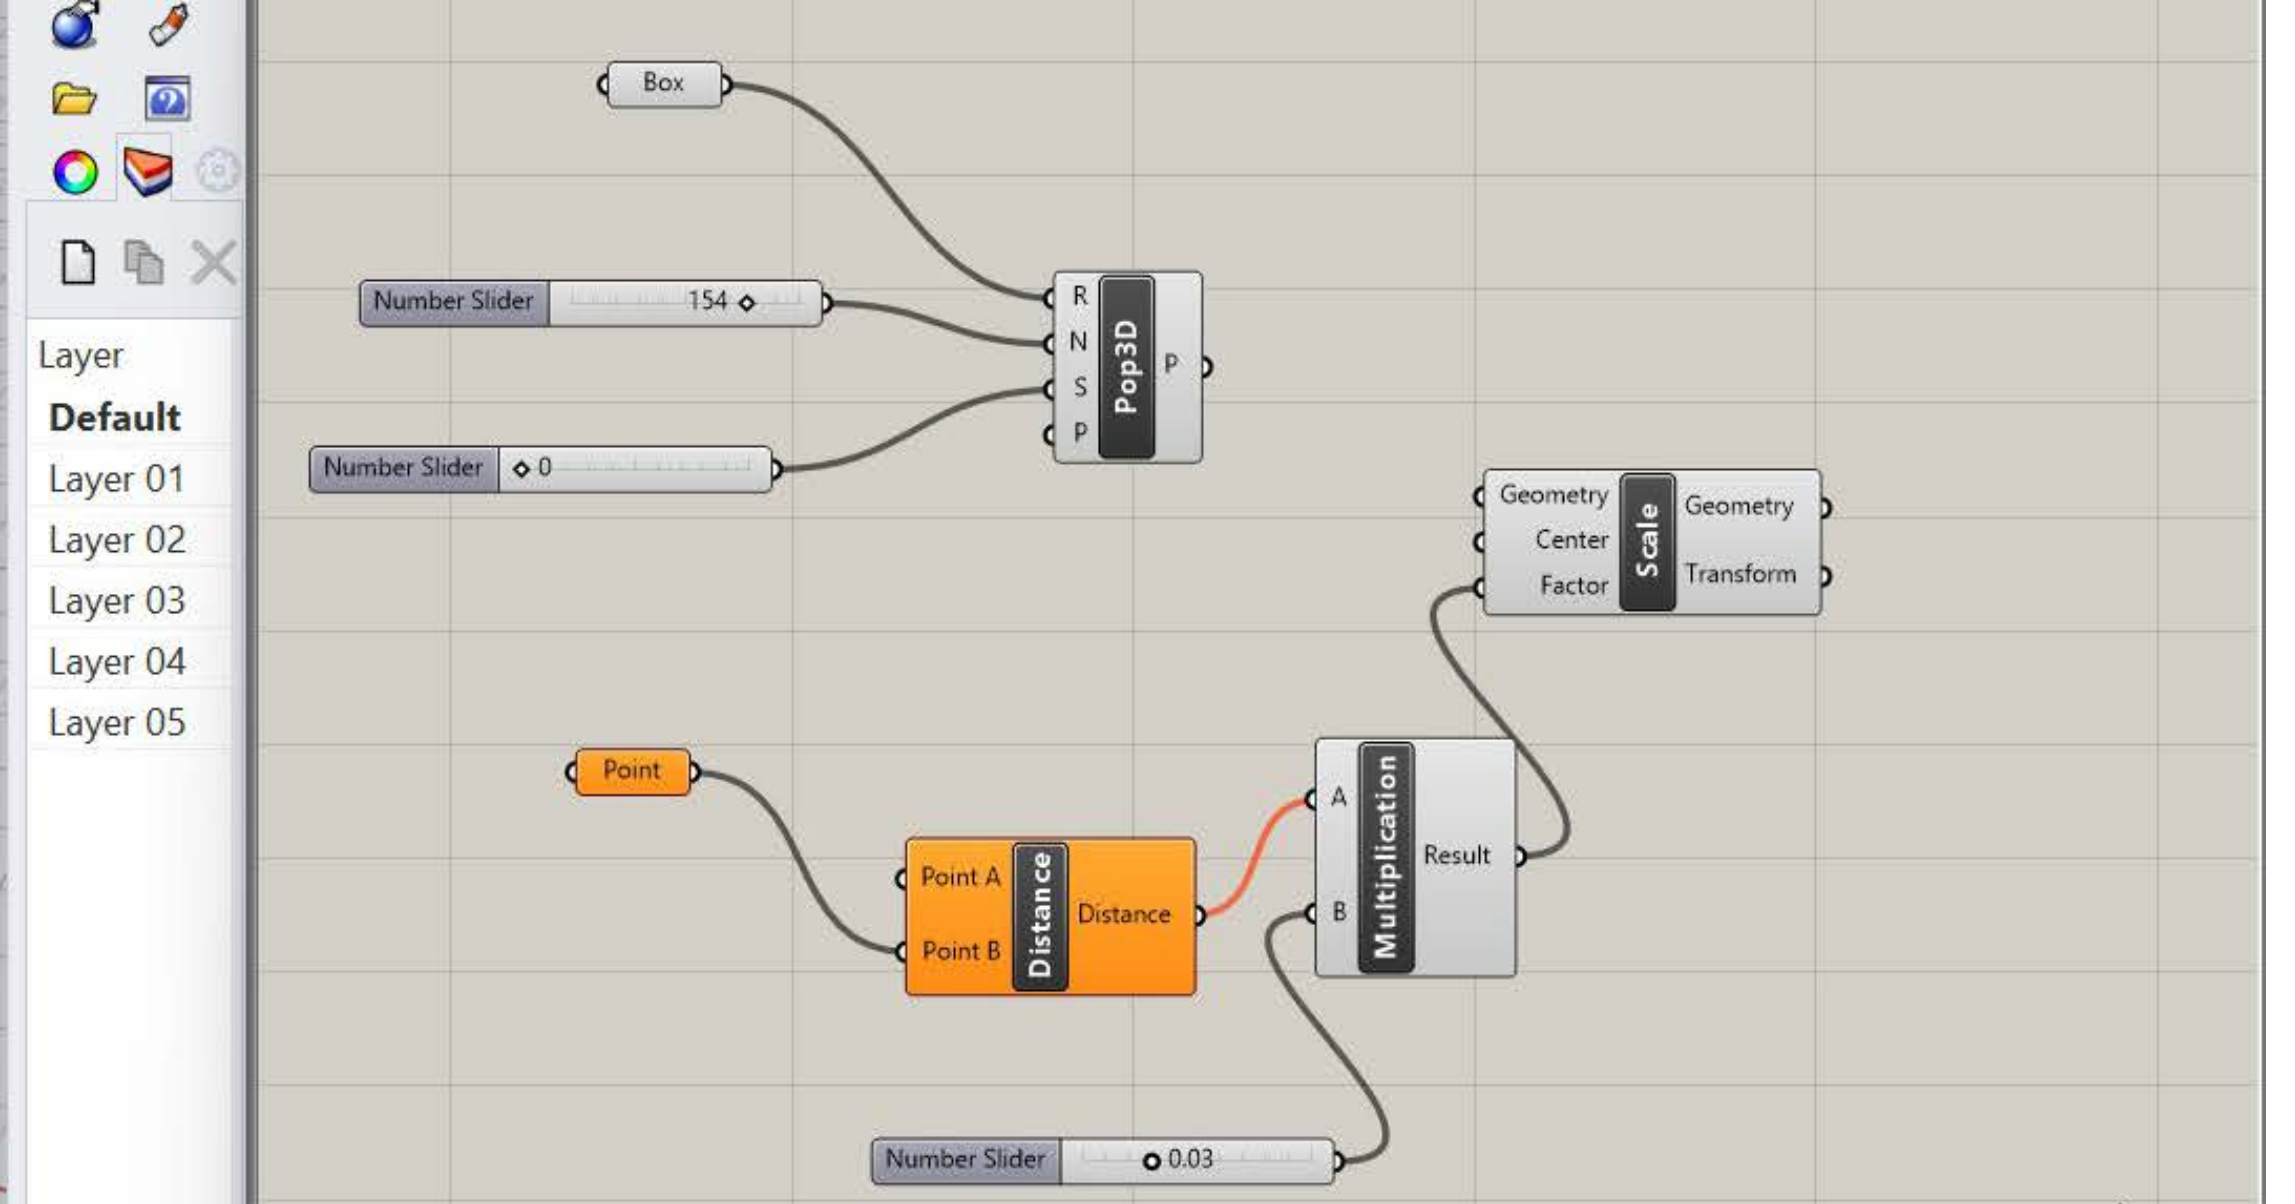 Layer
Default
Layer 01
Layer 02
Layer 03
Layer 04
Layer 05
Box
Number Slider 154
Number Slider 0
R
N
S
P
Pop3D
P
Geometry
Center
Factor
Scale
Geometry
Transform
Point
Point A
Point B
Distance
Distance
A
B
Multiplication
Result
Number Slider 0.03